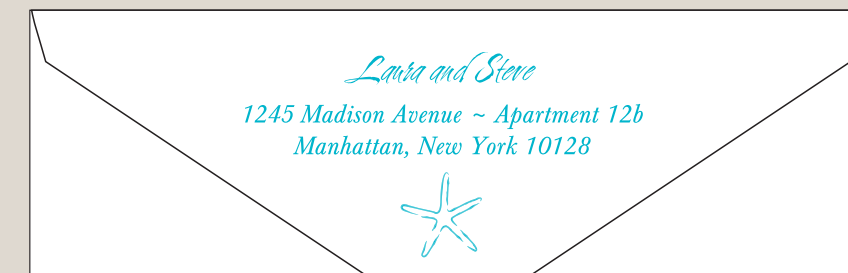 Laura and Steve
1245 Madison Avenue ~ Apartment 12b
Manhattan, New York 10128